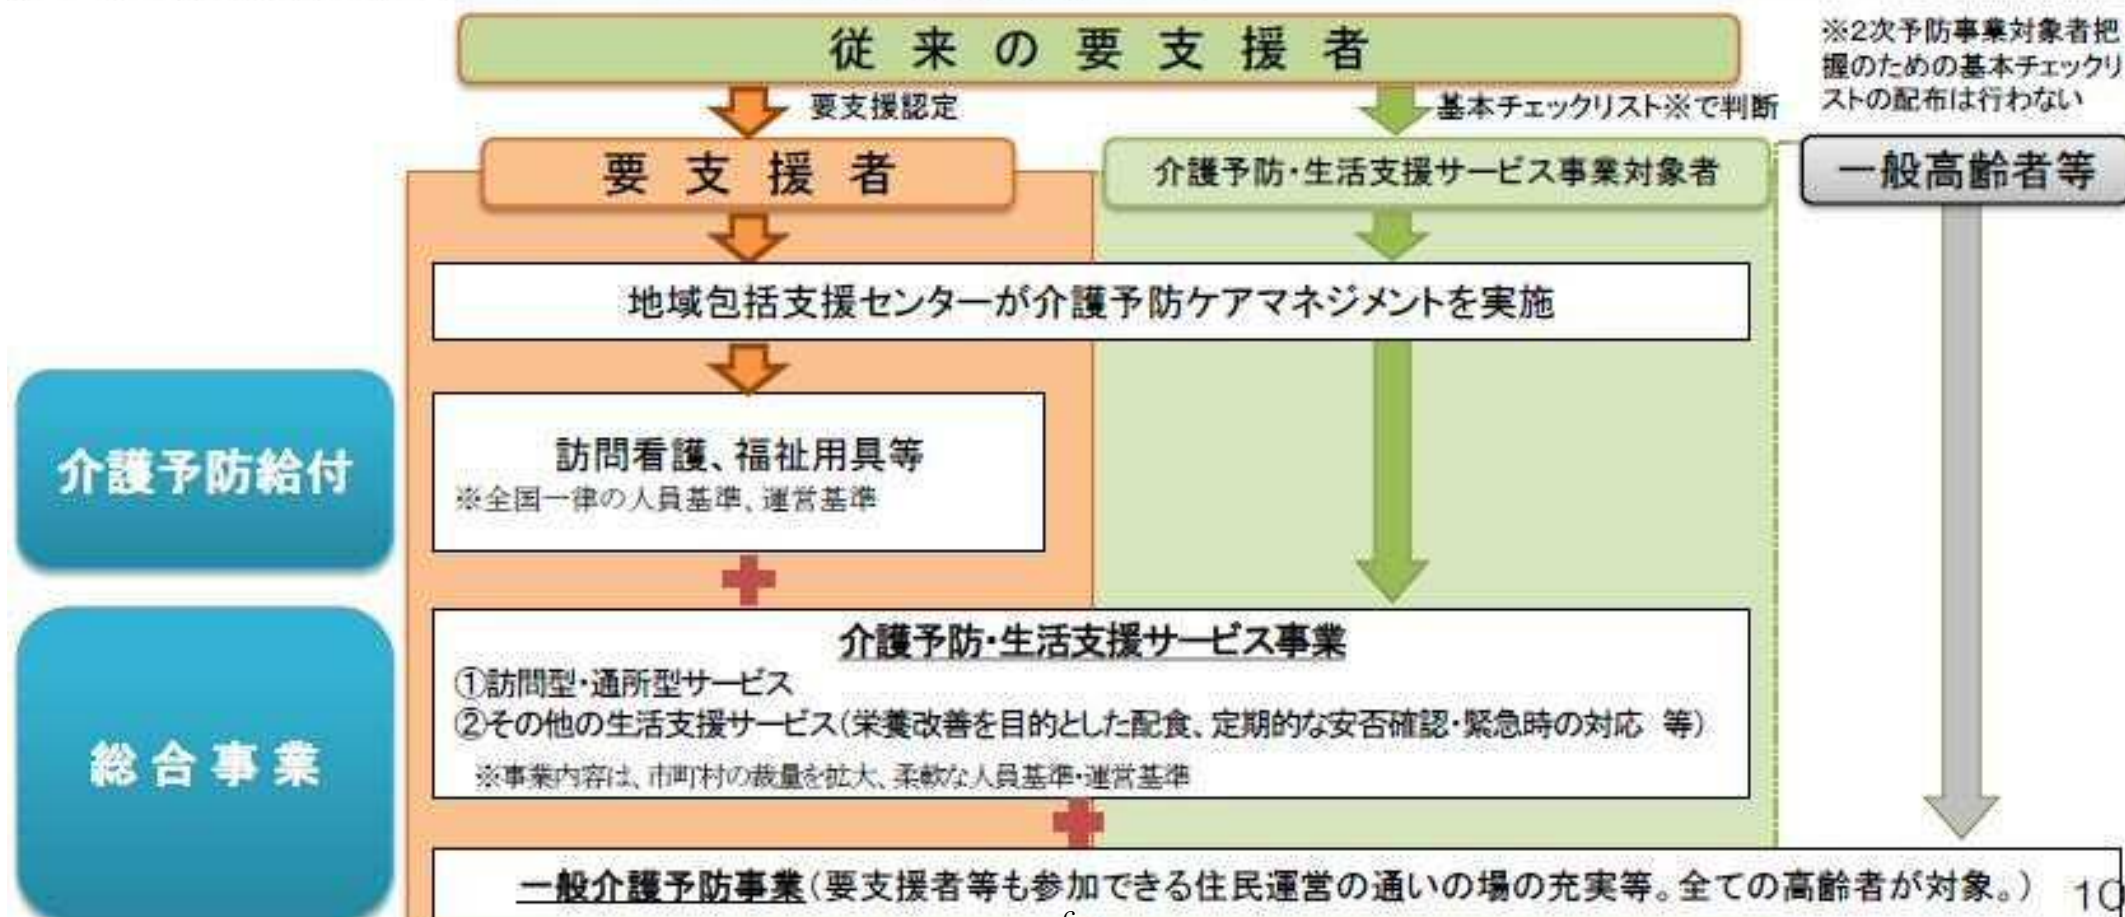 従来の要支援者
※2次予防事業対象者把
握のための基本チェックリ
ストの配布は行わない
要支援認定
基本チェックリスト※で判断
要支援者
介護予防・生活支援サービス事業対象者
一般高齢者等
地域包括支援センターが介護予防ケアマネジメントを実施
介護予防給付
訪問看護、福祉用具等
※全国一律の人員基準、運営基準
総合事業
介護予防・生活支援サービス事業
①訪問型・通所型サービス
②その他の生活支援サービス(栄養改善を目的とした配食、定期的な安否確認・緊急時の対応 等)
※事業内容は、市町村の裁量を拡大、柔軟な人員基準・運営基準
一般介護予防事業(要支援者等も参加できる住民運営の通いの場の充実等。全ての高齢者が対象。)